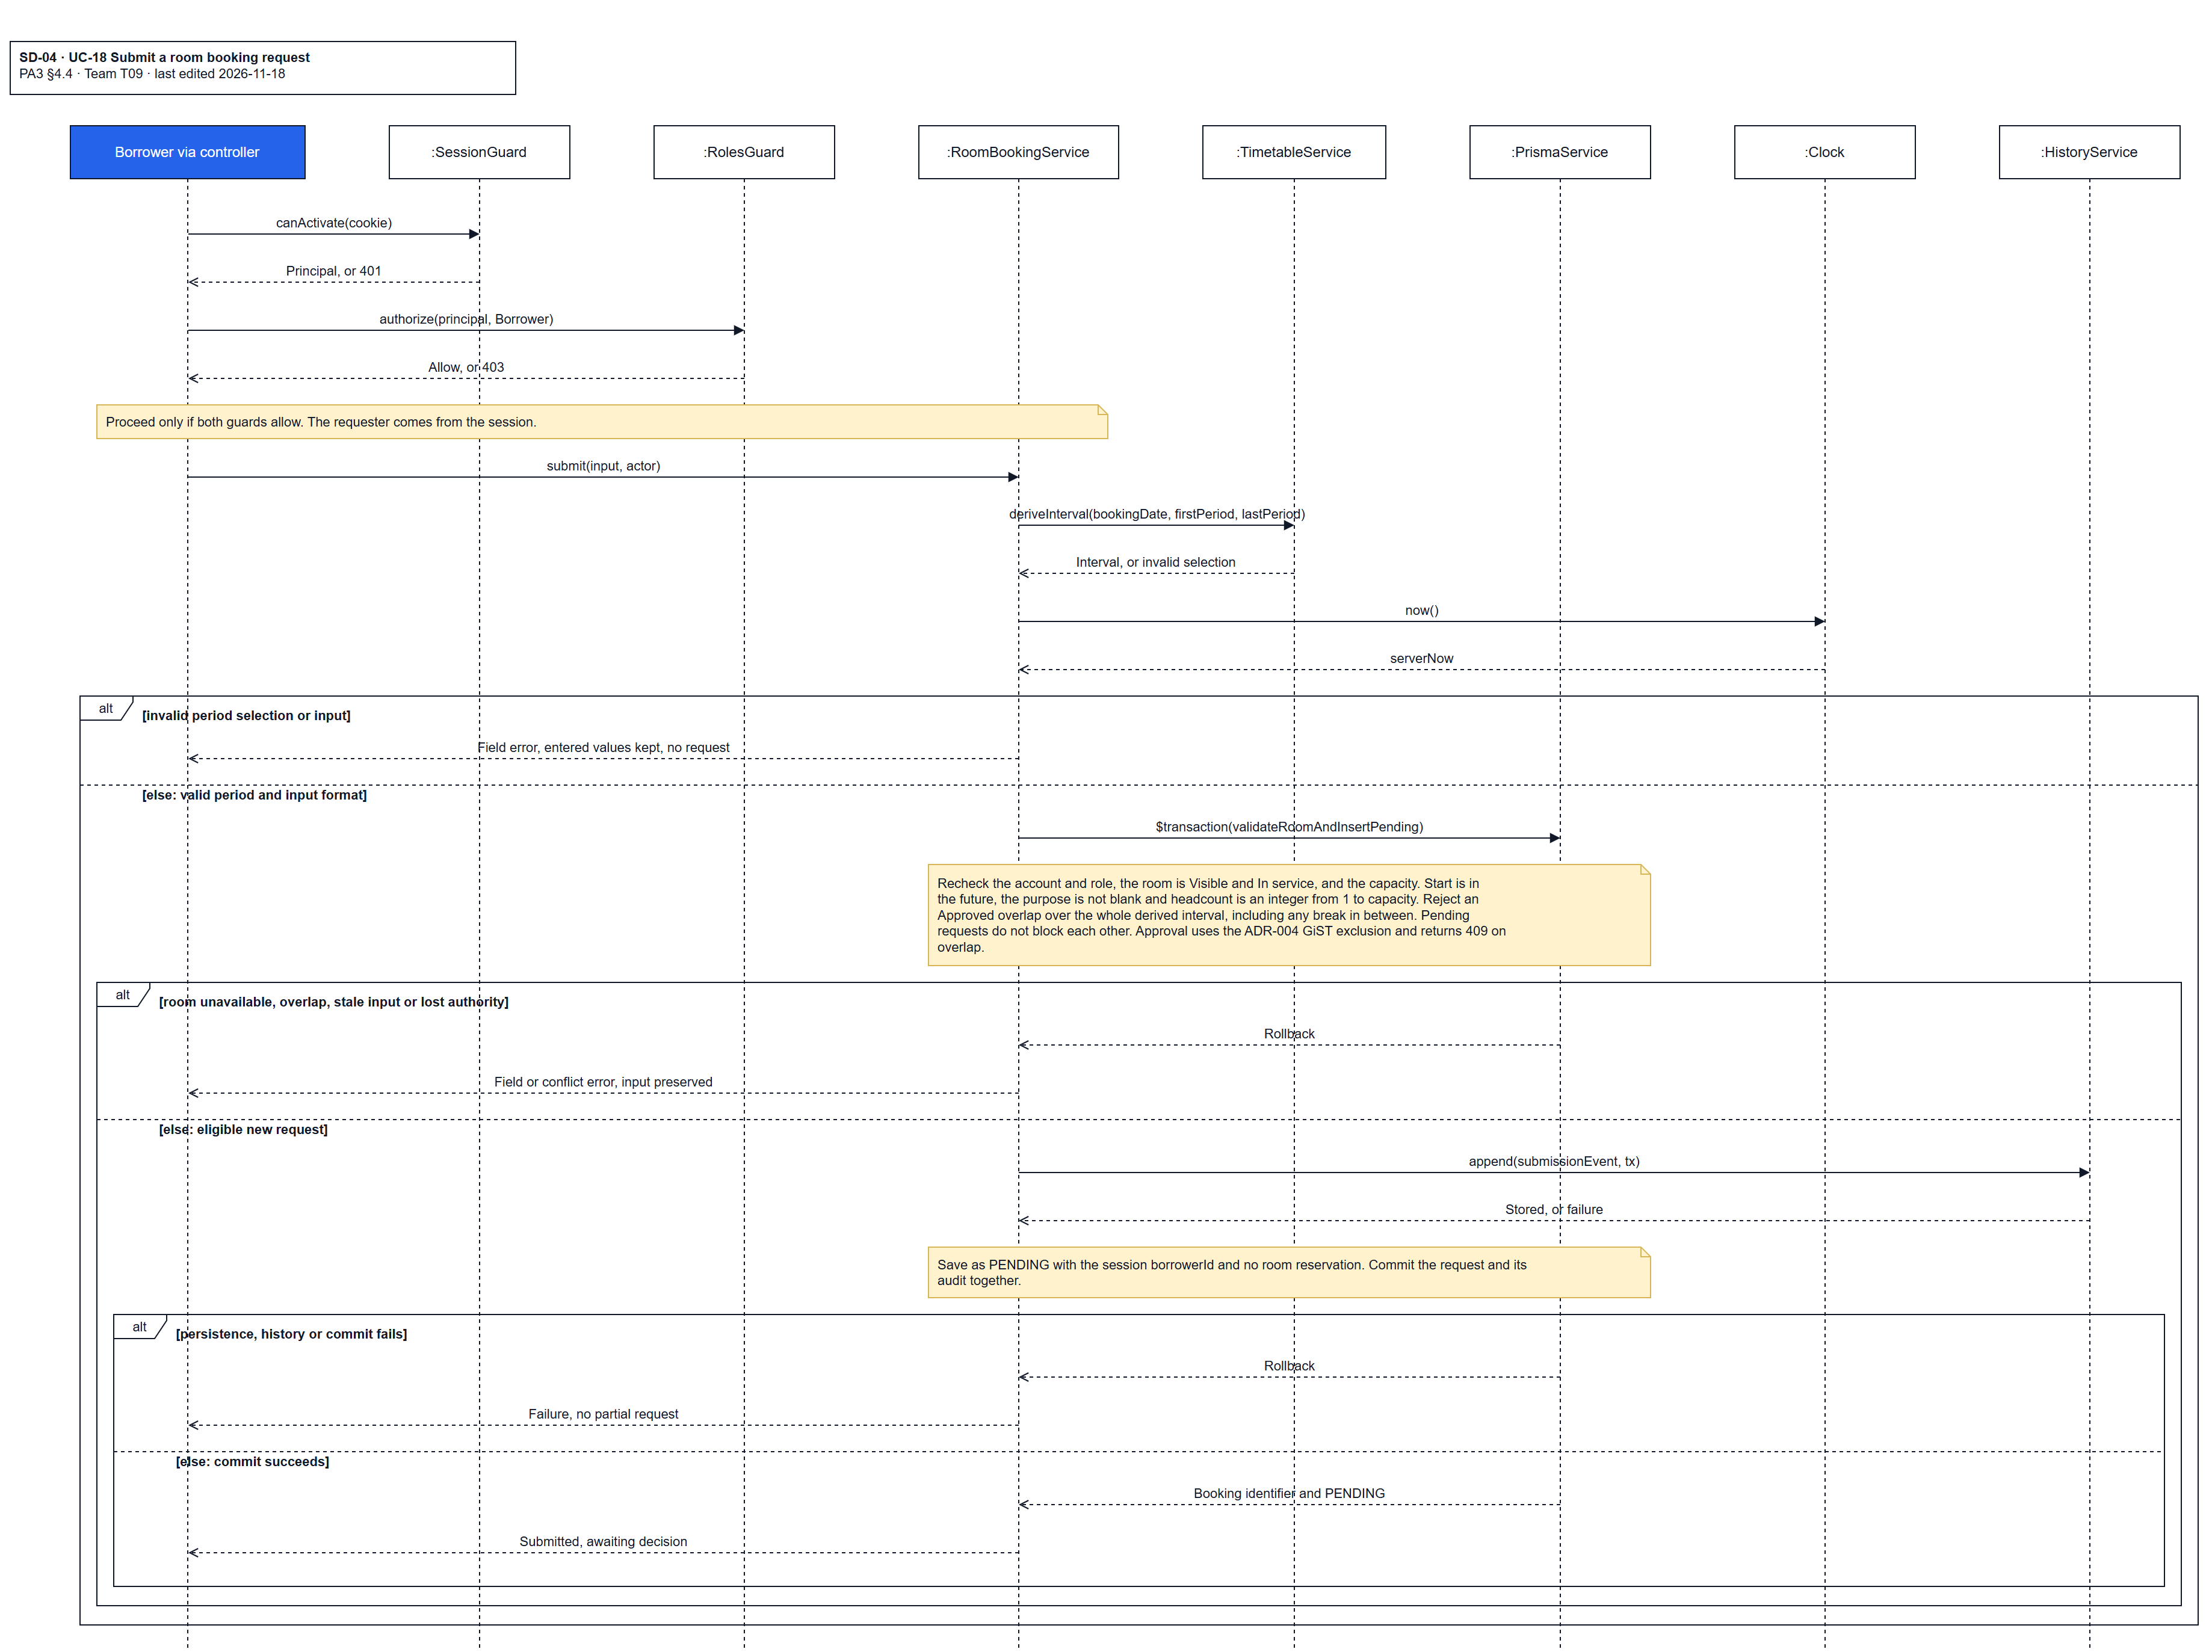 SD-04 · UC-18 Submit a room booking request
PA3 §4.4 · Team T09 · last edited 2026-11-18
Borrower via controller
:SessionGuard
:RolesGuard
:RoomBookingService
:TimetableService
:PrismaService
:Clock
:HistoryService
canActivate(cookie)
Principal, or 401
authorize(principal, Borrower)
Allow, or 403
Proceed only if both guards allow. The requester comes from the session.
submit(input, actor)
deriveInterval(bookingDate, firstPeriod, lastPeriod)
Interval, or invalid selection
now()
serverNow
alt
[invalid period selection or input]
Field error, entered values kept, no request
[else: valid period and input format]
$transaction(validateRoomAndInsertPending)
Recheck the account and role, the room is Visible and In service, and the capacity. Start is in
the future, the purpose is not blank and headcount is an integer from 1 to capacity. Reject an
Approved overlap over the whole derived interval, including any break in between. Pending
requests do not block each other. Approval uses the ADR-004 GiST exclusion and returns 409 on
overlap.
alt
[room unavailable, overlap, stale input or lost authority]
Rollback
Field or conflict error, input preserved
[else: eligible new request]
append(submissionEvent, tx)
Stored, or failure
Save as PENDING with the session borrowerId and no room reservation. Commit the request and its
audit together.
alt
[persistence, history or commit fails]
Rollback
Failure, no partial request
[else: commit succeeds]
Booking identifier and PENDING
Submitted, awaiting decision